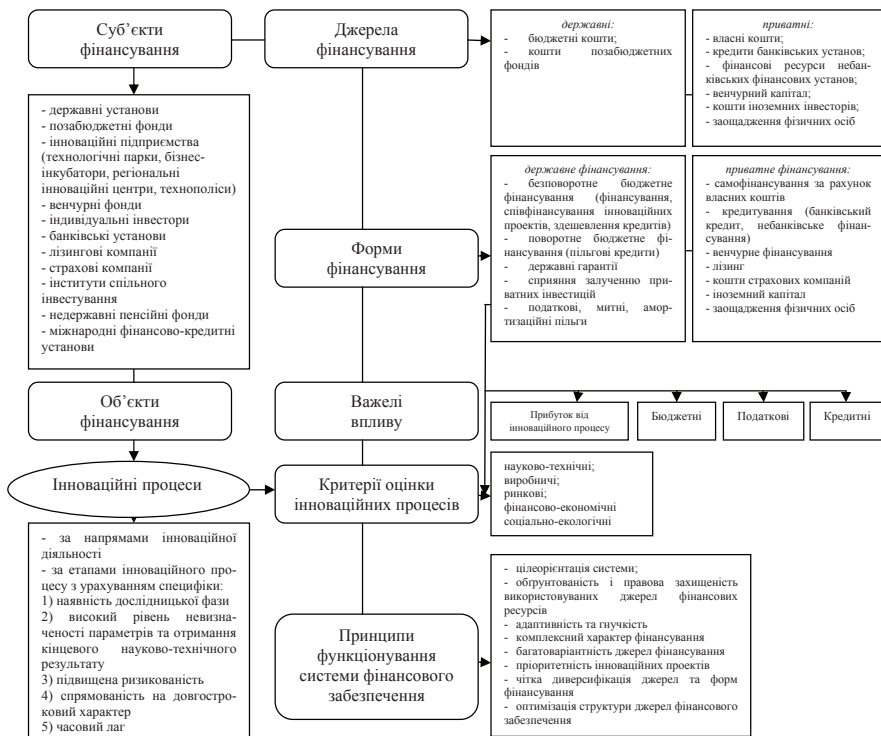 Суб’єкти
фінансування
- державні установи
- позабюджетні фонди
- інноваційні підприємства
(технологічні парки, бізнес-
інкубатори, регіональні
інноваційні центри, технополіси)
- венчурні фонди
- індивідуальні інвестори
- банківські установи
- лізингові компанії
- страхові компанії
- інститути спільного
інвестування
- недержавні пенсійні фонди
- міжнародні фінансово-кредитні
установи
Об’єкти
фінансування
Інноваційні процеси
- за напрямами інноваційної
діяльності
- за етапами інноваційного про-
цесу з урахуванням специфіки:
1) наявність дослідницької фази
2) високий рівень невизна-
ченості параметрів та отримання
кінцевого науково-технічного
результату
3) підвищена ризикованість
4) спрямованість на довгостро-
ковий характер
5) часовий лаг
Джерела
фінансування
державні:
- бюджетні кошти;
- кошти позабюджетних
фондів
приватні:
- власні кошти;
- кредити банківських установ;
- фінансові ресурси небан-
ківських фінансових установ;
- венчурний капітал;
- кошти іноземних інвесторів;
- заощадження фізичних осіб
Форми
фінансування
державне фінансування:
- безповоротне бюджетне
фінансування (фінансування,
співфінансування інноваційних
проектів, здешевлення кредитів)
- поворотне бюджетне фі-
нансування (пільгові кредити)
- державні гарантії
- сприяння залученню при-
ватних інвестицій
- податкові, митні, амор-
тизаційні пільги
приватне фінансування:
- самофінансування за рахунок
власних коштів
- кредитування (банківський
кредит, небанківське фінан-
сування)
- венчурне фінансування
- лізинг
- кошти страхових компаній
- іноземний капітал
- заощадження фізичних осіб
Важелі
впливу
Прибуток від
інноваційного процесу
Бюджетні
Податкові
Кредитні
Критерії оцінки
інноваційних процесів
науково-технічні;
виробничі;
ринкові;
фінансово-економічні
соціально-екологічні
Принципи
функціонування
системи фінансового
забезпечення
- цілеорієнтація системи;
- обґрунтованість і правова захищеність
використовуваних джерел фінансових
ресурсів
- адаптивність та гнучкість
- комплексний характер фінансування
- багатоваріантність джерел фінансування
- пріоритетність інноваційних проектів
- чітка диверсифікація джерел та форм
фінансування
- оптимізація структури джерел фінансового
забезпечення